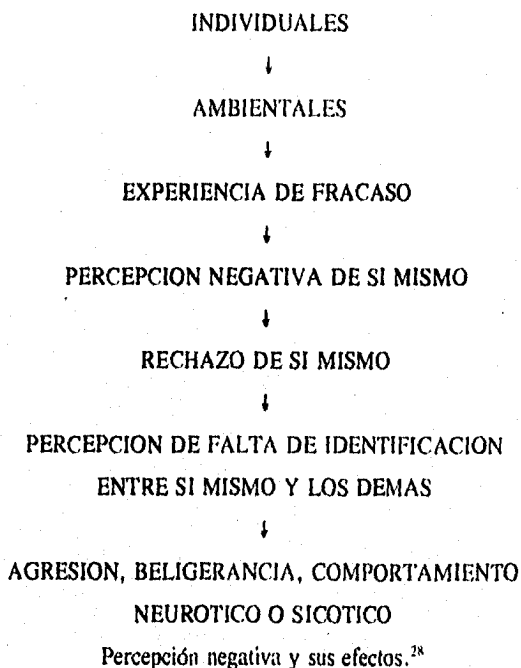 INDIVIDUALES
↓
AMBIENTALES
↓
EXPERIENCIA DE FRACASO
↓
PERCEPCION NEGATIVA DE SI MISMO
↓
RECHAZO DE SI MISMO
↓
PERCEPCION DE FALTA DE IDENTIFICACION
ENTRE SI MISMO Y LOS DEMAS
↓
AGRESION, BELIGERANCIA, COMPORTAMIENTO
NEUROTICO O SICOTICO
Percepción negativa y sus efectos.²⁸